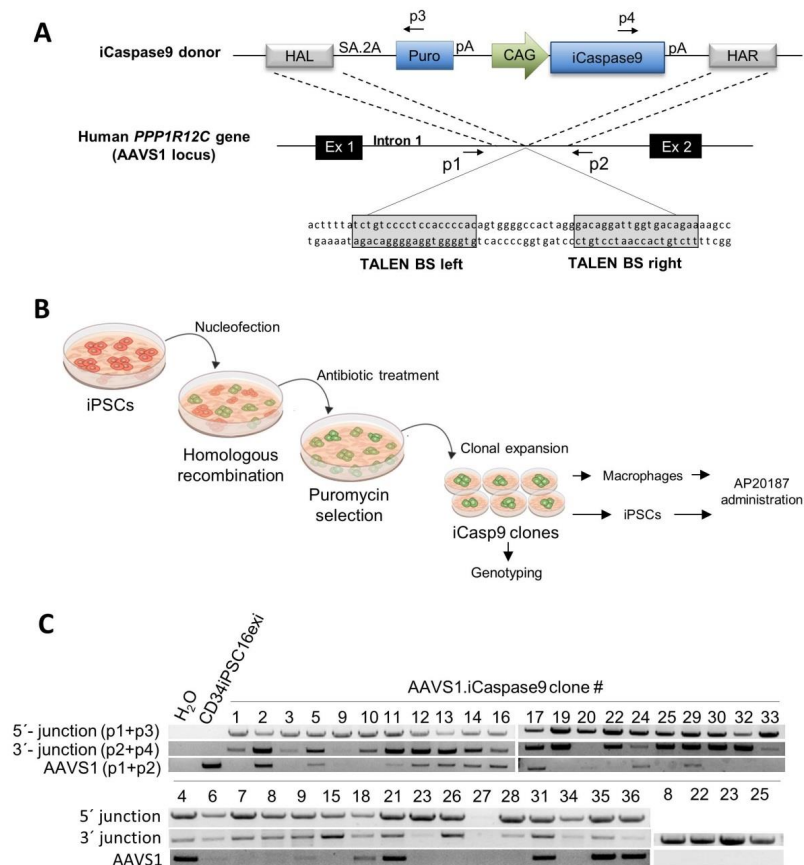 A
p3
p4
iCaspase9 donor
HAL
SA.2A
Puro
pA
CAG
iCaspase9
pA
HAR
Human PPP1R12C gene
(AAVS1 locus)
Ex 1
Intron 1
Ex 2
p1
p2
acttttatctgtcccctccaccccacagtggggccactagggacaggattggtgacagaaaagcc
tgaaaatagacaggggaggtggggtgtcaccccggtgatccctgtcctaaccactgtcttttcgg
TALEN BS left
TALEN BS right
B
Nucleofection
iPSCs
Antibiotic treatment
Homologous
recombination
Puromycin
selection
Clonal expansion
iCasp9 clones
Macrophages
iPSCs
AP20187
administration
Genotyping
C
H2O
CD34iPSC16exi
AAVS1.iCaspase9 clone #
1 2 3 5 9 10 11 12 13 14 16 17 19 20 22 24 25 29 30 32 33
5´- junction (p1+p3)
3´- junction (p2+p4)
AAVS1 (p1+p2)
4 6 7 8 9 15 18 21 23 26 27 28 31 34 35 36 8 22 23 25
5´ junction
3´ junction
AAVS1